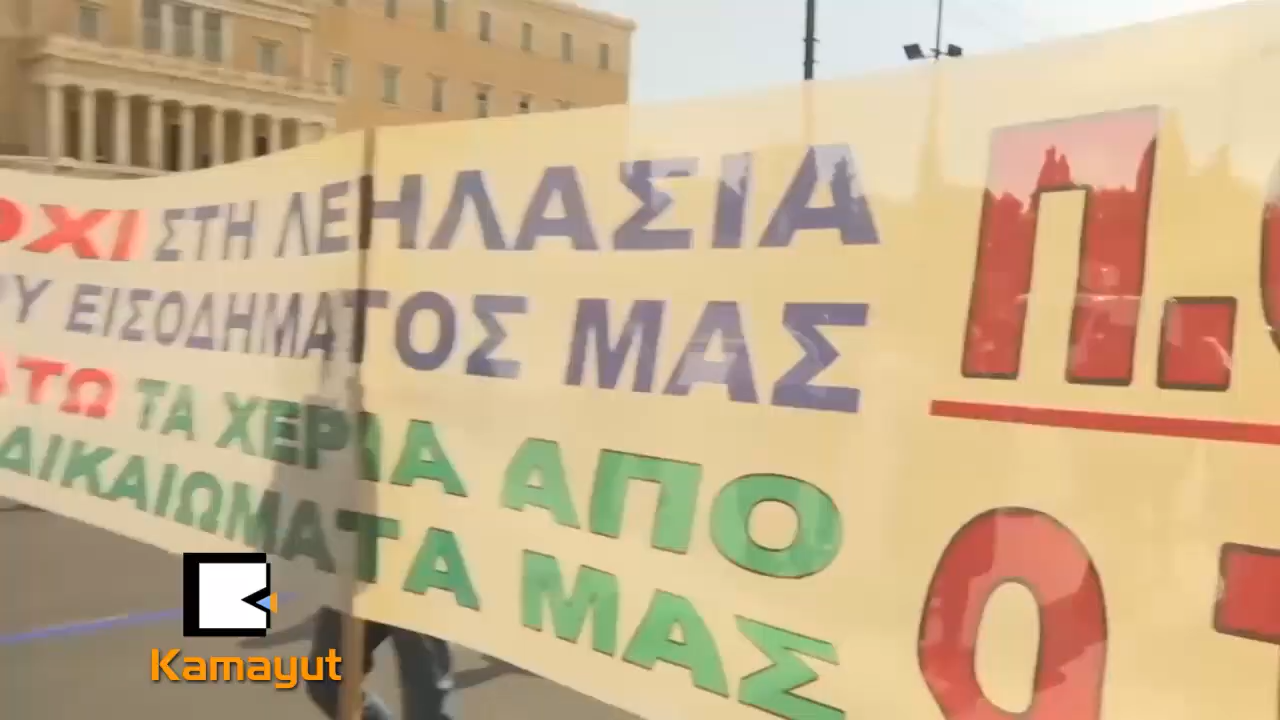 ΟΧΙ ΣΤΗ ΛΕΗΛΑΣΙΑ
ΕΙΣΟΔΗΜΑΤΟΣ ΜΑΣ
ΤΑ ΧΕΡΙΑ ΑΠΟ
ΔΙΚΑΙΩΜΑΤΑ ΜΑΣ
Kamayut